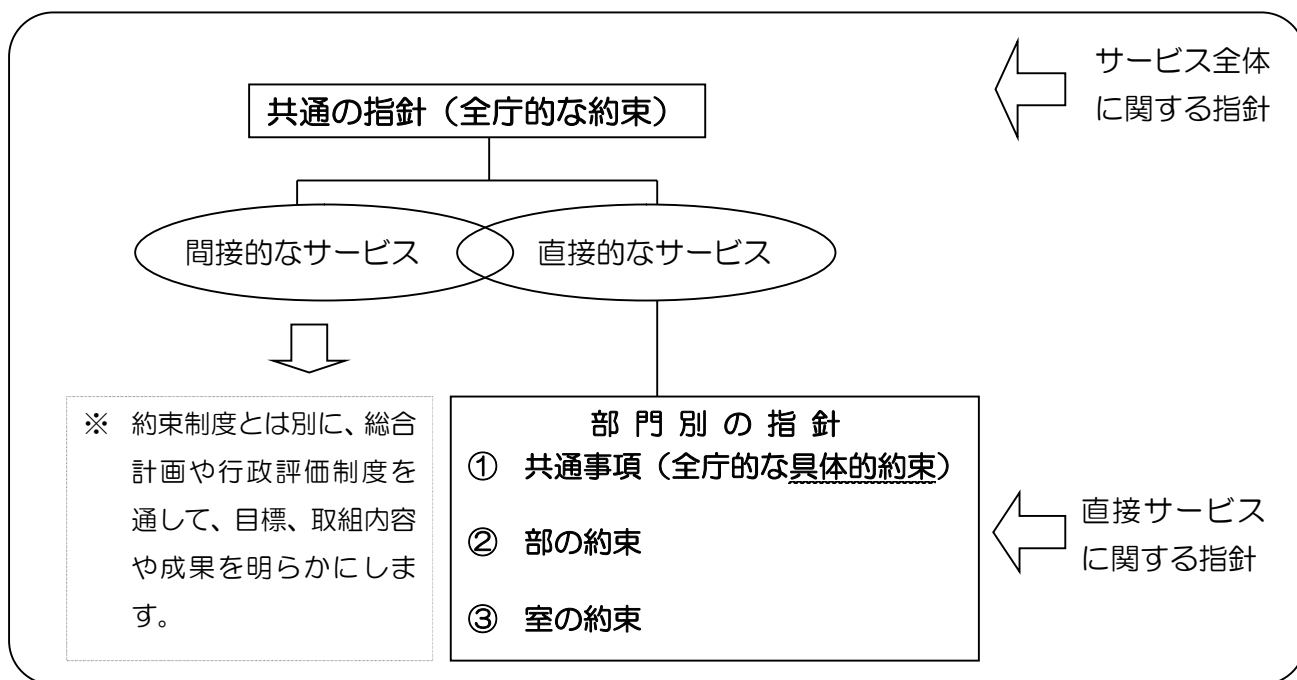 サービス全体
に関する指針
共通の指針（全庁的な約束）
間接的なサービス
直接的なサービス
※ 約束制度とは別に、総合
計画や行政評価制度を
通して、目標、取組内容
や成果を明らかにしま
す。
部門別の指針
① 共通事項（全庁的な具体的約束）
② 部の約束
③ 室の約束
直接サービス
に関する指針